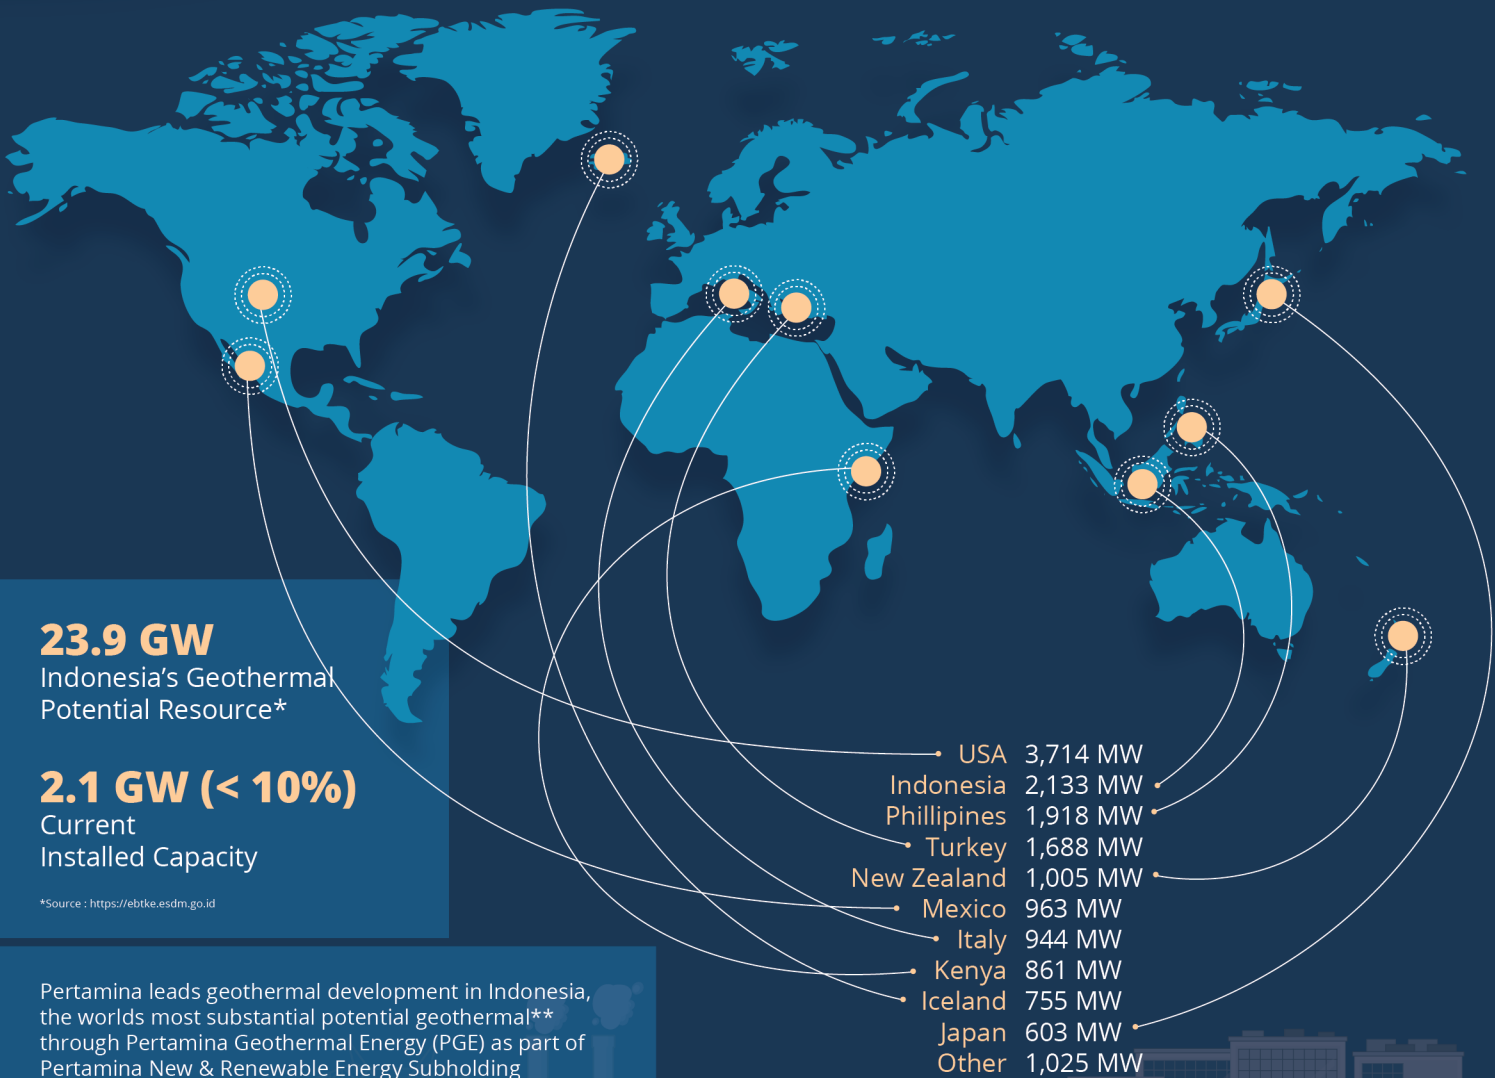 23.9 GW
Indonesia’s Geothermal
Potential Resource*
2.1 GW (< 10%)
Current
Installed Capacity
*Source : https://ebtke.esdm.go.id
Pertamina leads geothermal development in Indonesia,
the worlds most substantial potential geothermal**
through Pertamina Geothermal Energy (PGE) as part of
Pertamina New & Renewable Energy Subholding
USA 3,714 MW
Indonesia 2,133 MW
Phillipines 1,918 MW
Turkey 1,688 MW
New Zealand 1,005 MW
Mexico 963 MW
Italy 944 MW
Kenya 861 MW
Iceland 755 MW
Japan 603 MW
Other 1,025 MW